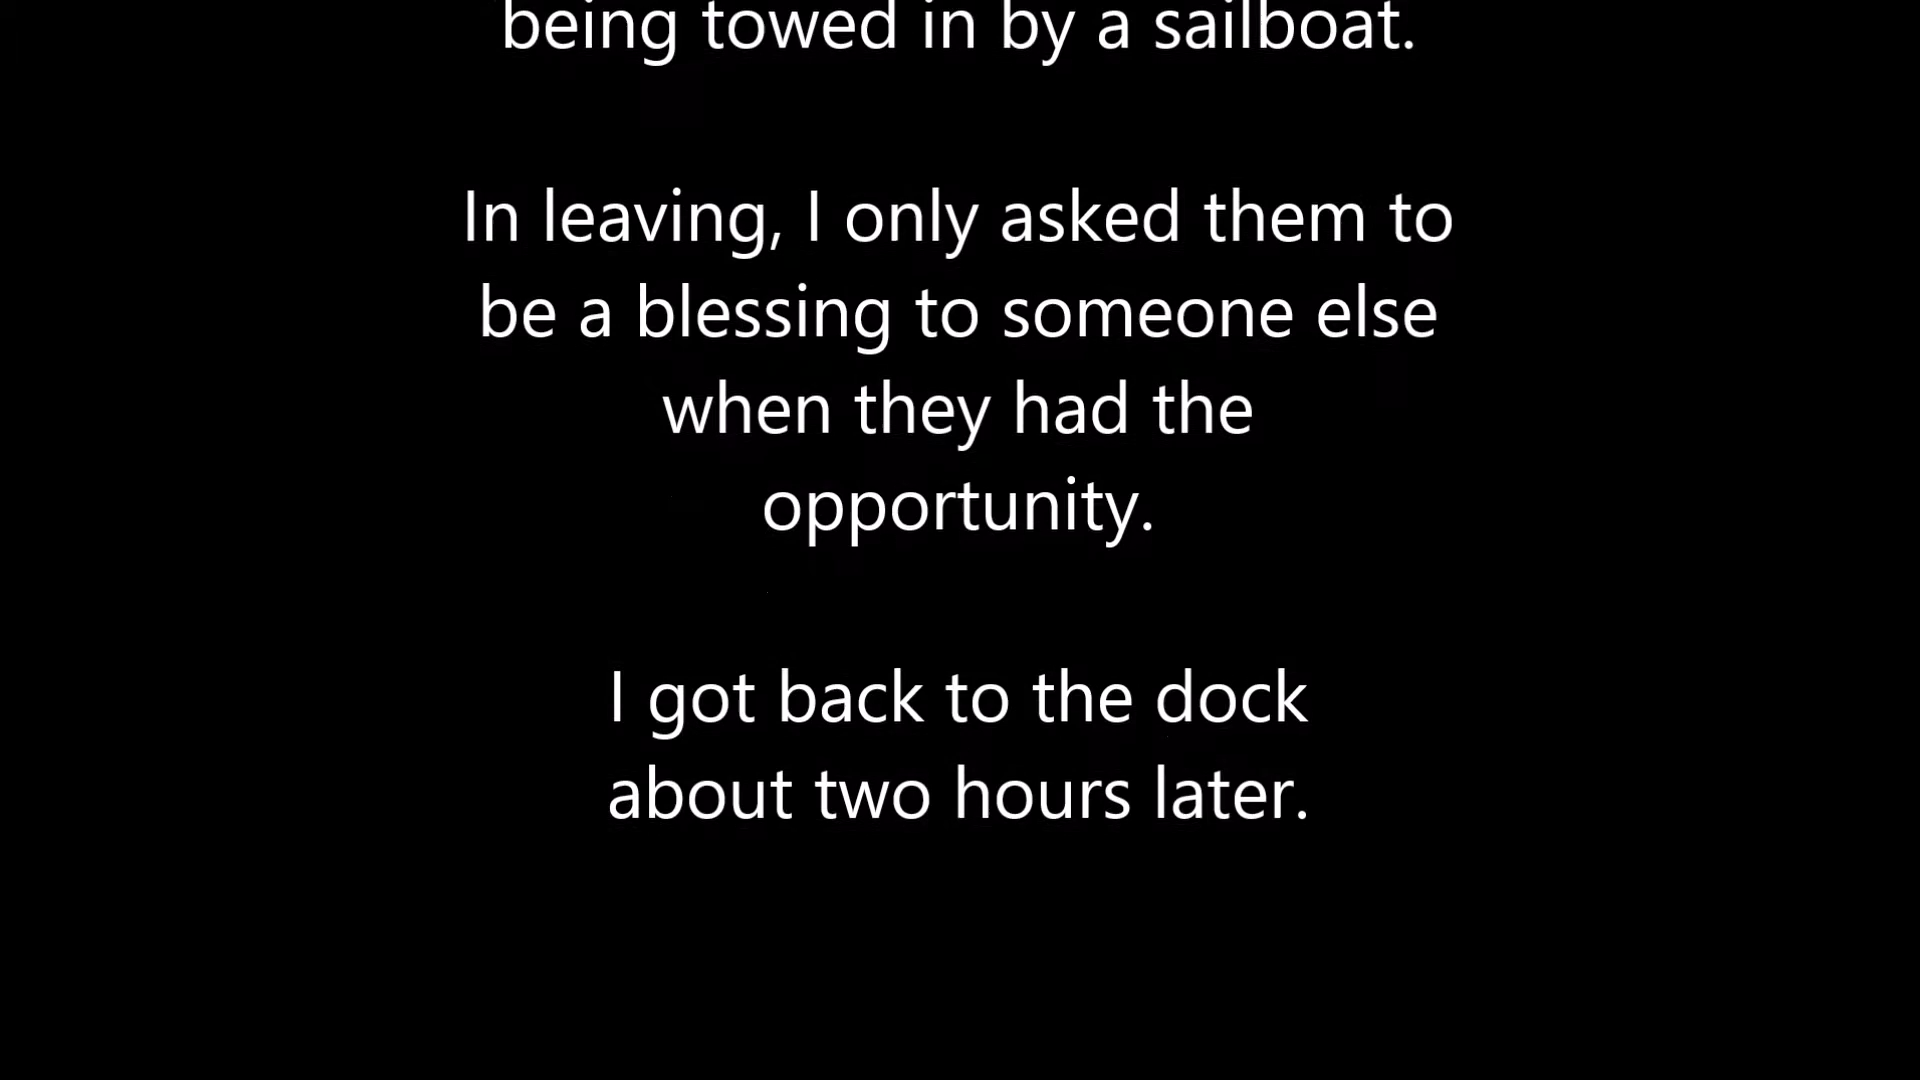 being towed in by a sailboat.
In leaving, I only asked them to
be a blessing to someone else
when they had the
opportunity.
I got back to the dock
about two hours later.